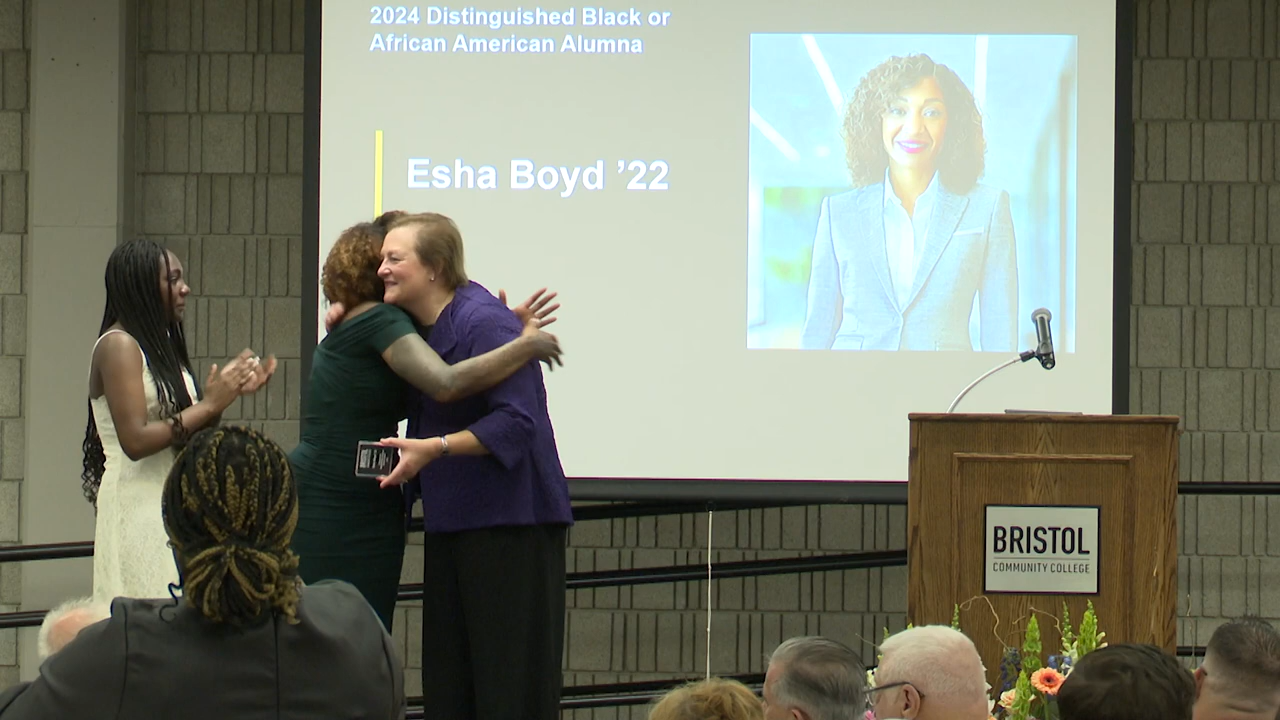 2024 Distinguished Black or
African American Alumna
Esha Boyd ’22
BRISTOL
COMMUNITY COLLEGE